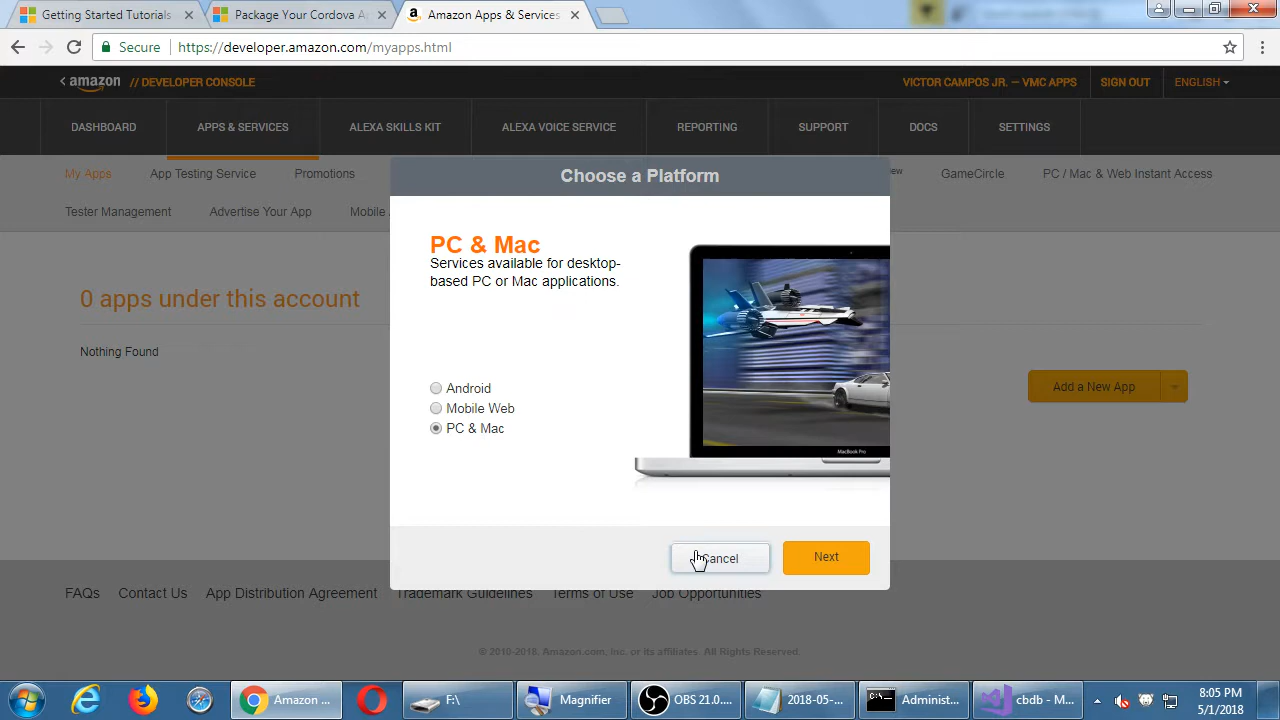 Getting Started Tutorials
Package Your Cordova A
Amazon Apps & Services
Secure
https://developer.amazon.com/myapps.html
amazon // DEVELOPER CONSOLE
VICTOR CAMPOS JR. – VMC APPS
SIGN OUT
ENGLISH
DASHBOARD
APPS & SERVICES
ALEXA SKILLS KIT
ALEXA VOICE SERVICE
REPORTING
SUPPORT
DOCS
SETTINGS
My Apps
App Testing Service
Promotions
GameCircle
PC / Mac & Web Instant Access
Tester Management
Advertise Your App
Mobile
Choose a Platform
PC & Mac
Services available for desktop-
based PC or Mac applications.
0 apps under this account
Nothing Found
Android
Mobile Web
PC & Mac
MacBook Pro
Add a New App
Cancel
Next
FAQs
Contact Us
App Distribution Agreement
Trademark Guidelines
Terms of Use
Job Opportunities
© 2010-2018, Amazon.com, Inc. or its affiliates. All Rights Reserved.
Amazon ...
F:\
Magnifier
OBS 21.0....
2018-05-...
Administ...
cbdb - M...
8:05 PM
5/1/2018